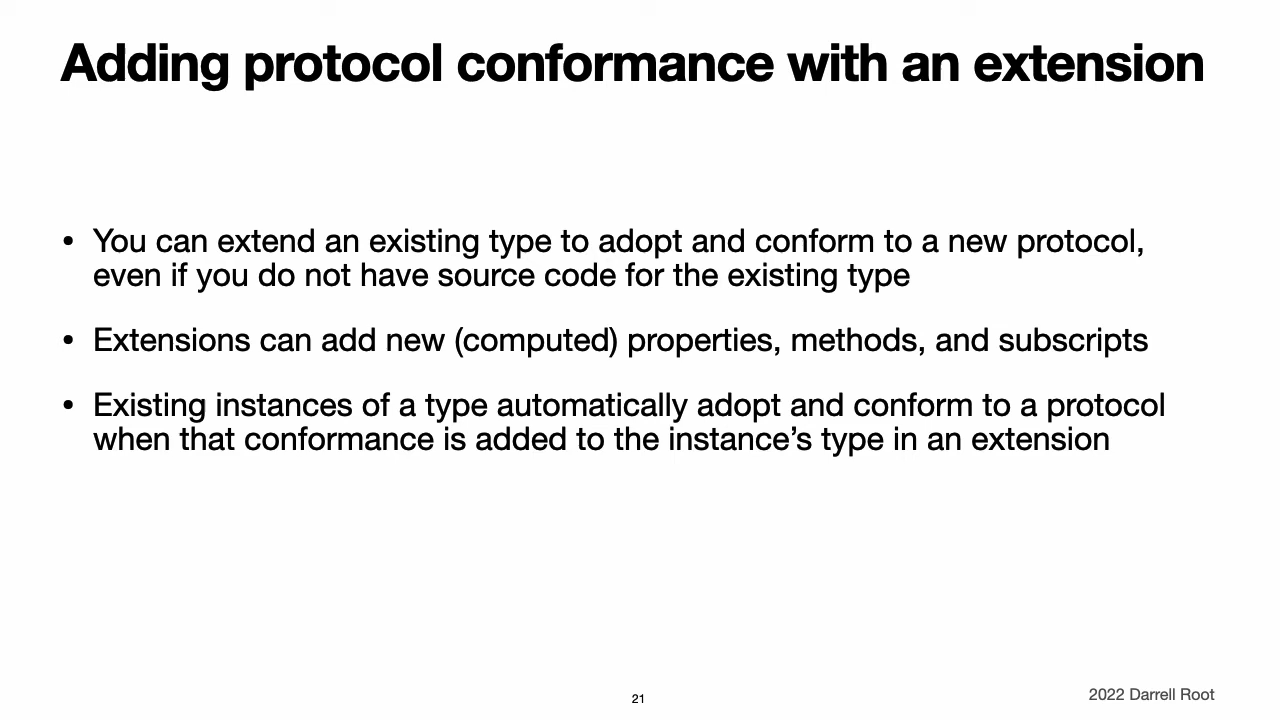 Adding protocol conformance with an extension
• You can extend an existing type to adopt and conform to a new protocol,
even if you do not have source code for the existing type
• Extensions can add new (computed) properties, methods, and subscripts
• Existing instances of a type automatically adopt and conform to a protocol
when that conformance is added to the instance’s type in an extension
21
2022 Darrell Root